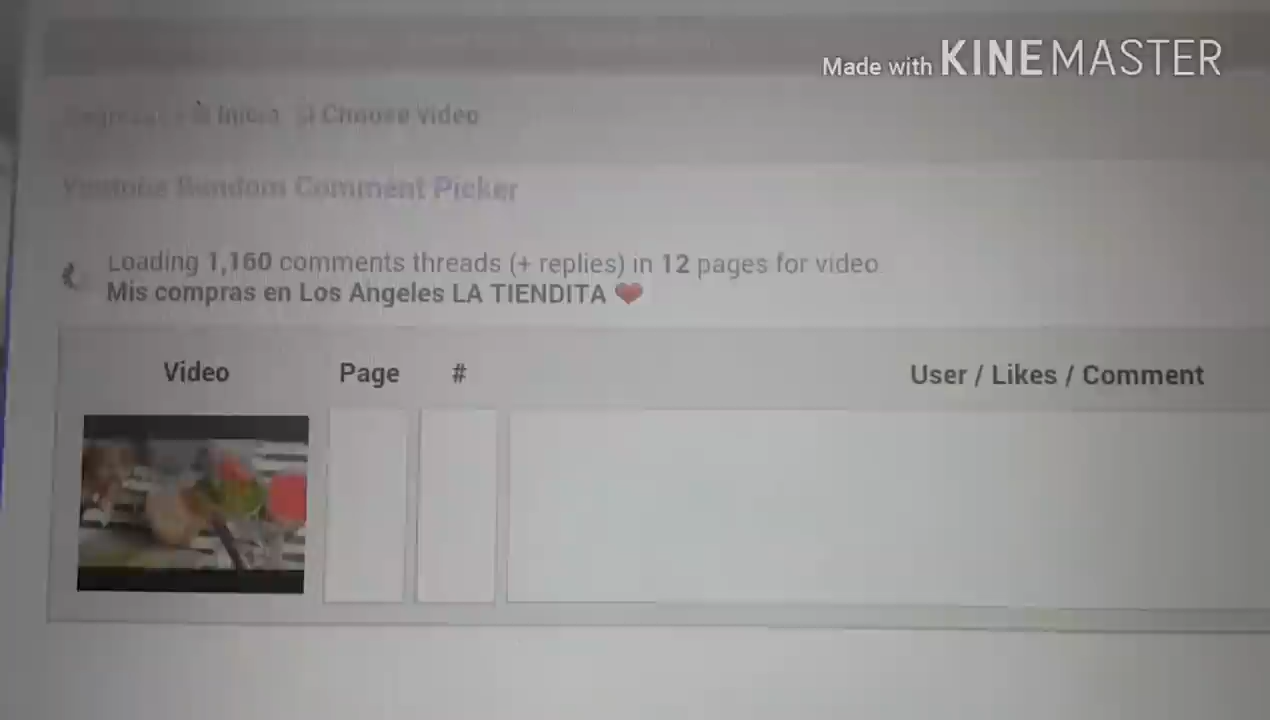 Made with KINEMASTER
Inicia Choose video
Youtube Random Comment Picker
Loading 1,160 comments threads (+ replies) in 12 pages for video
Mis compras en Los Angeles LA TIENDITA ❤
Video Page # User / Likes / Comment